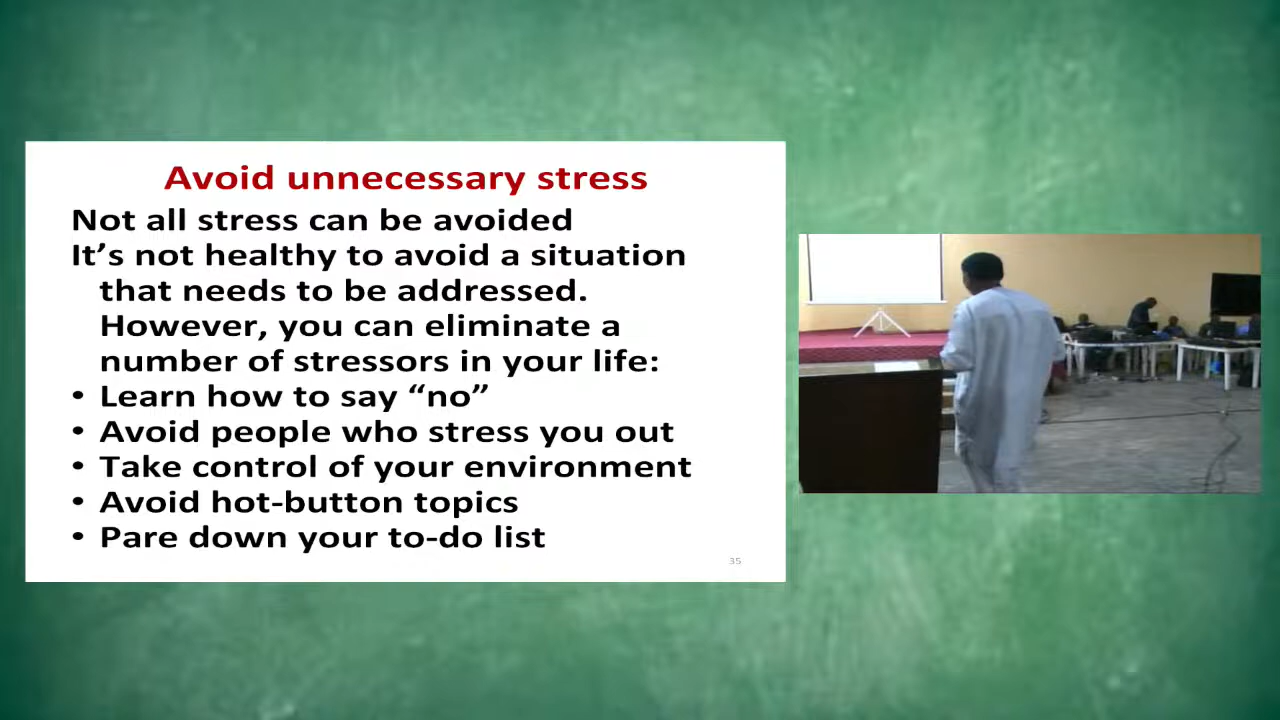 Avoid unnecessary stress
Not all stress can be avoided
It’s not healthy to avoid a situation
that needs to be addressed.
However, you can eliminate a
number of stressors in your life:
• Learn how to say “no”
• Avoid people who stress you out
• Take control of your environment
• Avoid hot-button topics
• Pare down your to-do list
35